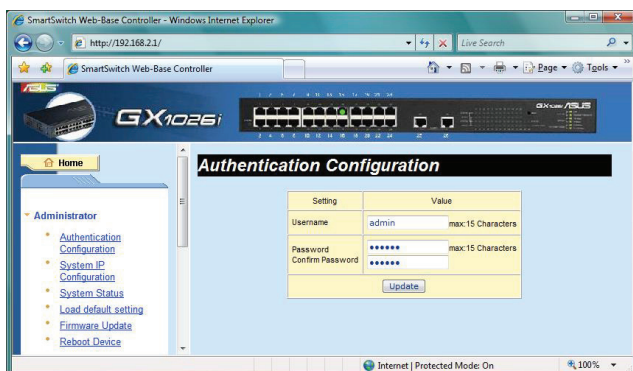 SmartSwitch Web-Base Controller - Windows Internet Explorer
http://192.168.2.1/
Live Search
SmartSwitch Web-Base Controller
Page
Tools
ASUS
GX1026i
ASUS
Home
Administrator
Authentication
Configuration
System IP
Configuration
System Status
Load default setting
Firmware Update
Reboot Device
Authentication Configuration
Setting Value
Username admin max:15 Characters
Password max:15 Characters
Confirm Password
Update
Internet | Protected Mode: On
100%